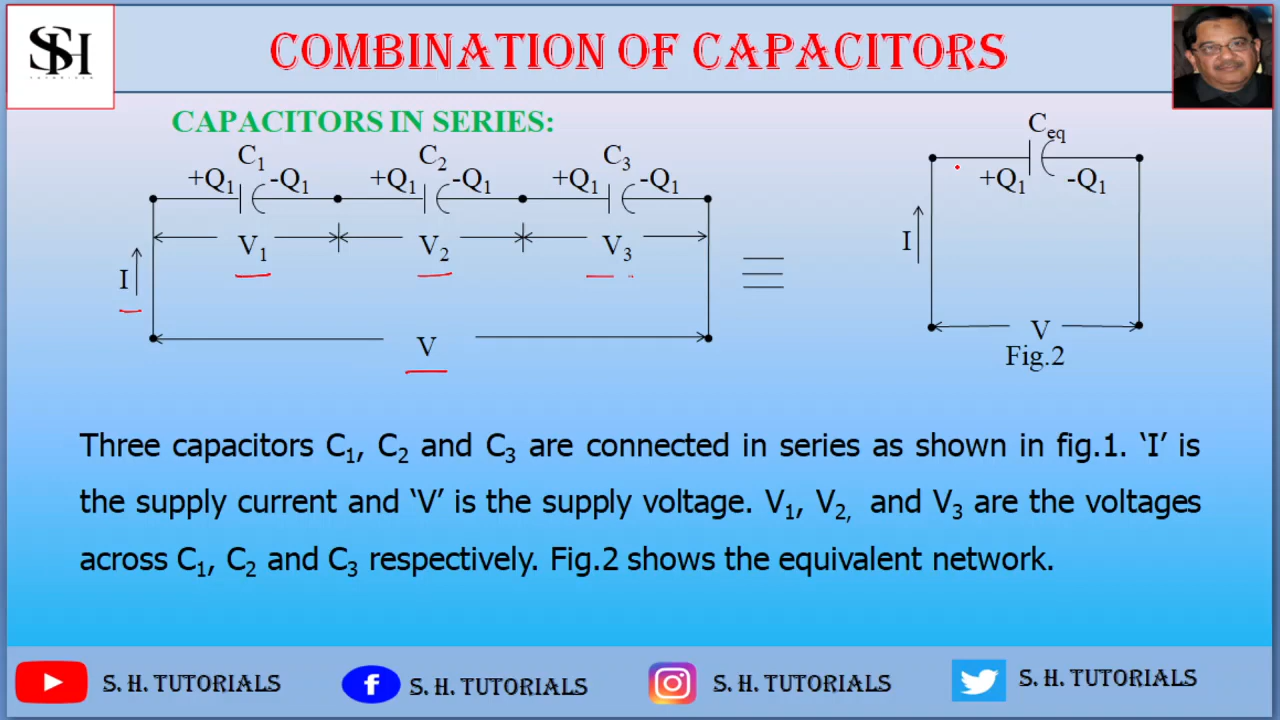 SH
TUTORIALS
COMBINATION OF CAPACITORS
CAPACITORS IN SERIES:
C₁ C₂ C₃
+Q₁ -Q₁ +Q₁ -Q₁ +Q₁ -Q₁
V₁ V₂ V₃
I
V
Ceq
+Q₁ -Q₁
I
V
Fig.2
Three capacitors C₁, C₂ and C₃ are connected in series as shown in fig.1. ‘I’ is
the supply current and ‘V’ is the supply voltage. V₁, V₂, and V₃ are the voltages
across C₁, C₂ and C₃ respectively. Fig.2 shows the equivalent network.
S. H. TUTORIALS S. H. TUTORIALS S. H. TUTORIALS S. H. TUTORIALS